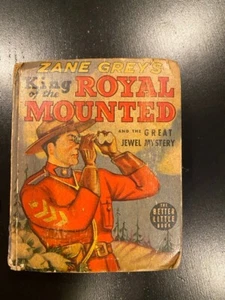 ZANE GREY'S
King
of the
ROYAL
MOUNTED
AND THE GREAT
JEWEL MYSTERY
THE
BETTER
LITTLE
BOOK